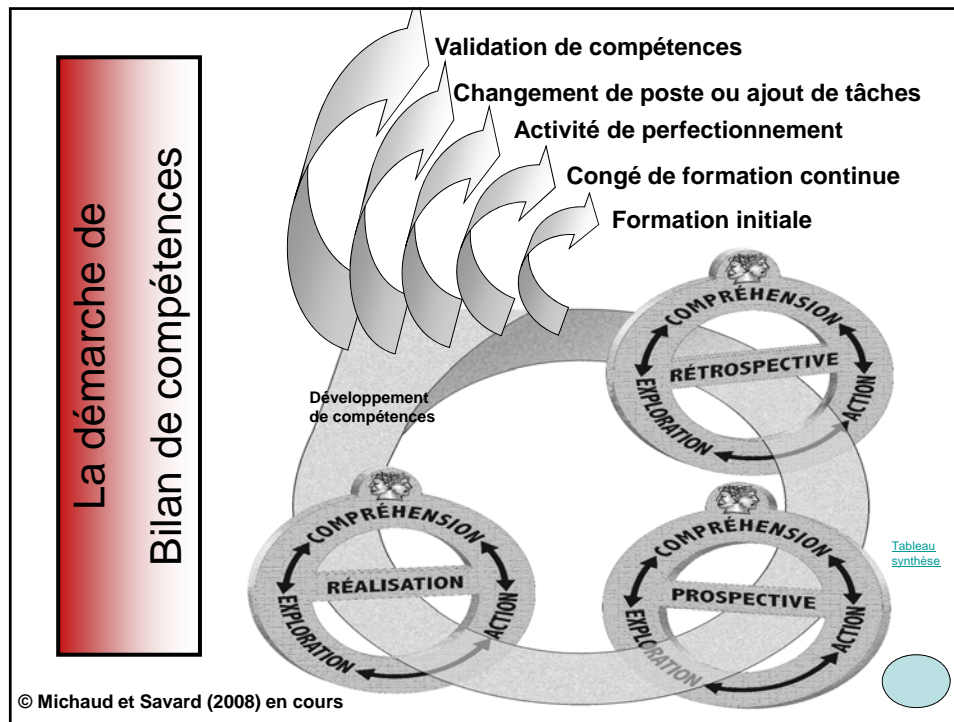 La démarche de
Bilan de compétences
Validation de compétences
Changement de poste ou ajout de tâches
Activité de perfectionnement
Congé de formation continue
Formation initiale
COMPRÉHENSION
RÉTROSPECTIVE
EXPLORATION
ACTION
Développement
de compétences
COMPRÉHENSION
RÉALISATION
EXPLORATION
ACTION
COMPRÉHENSION
PROSPECTIVE
EXPLORATION
ACTION
Tableau
synthèse
© Michaud et Savard (2008) en cours